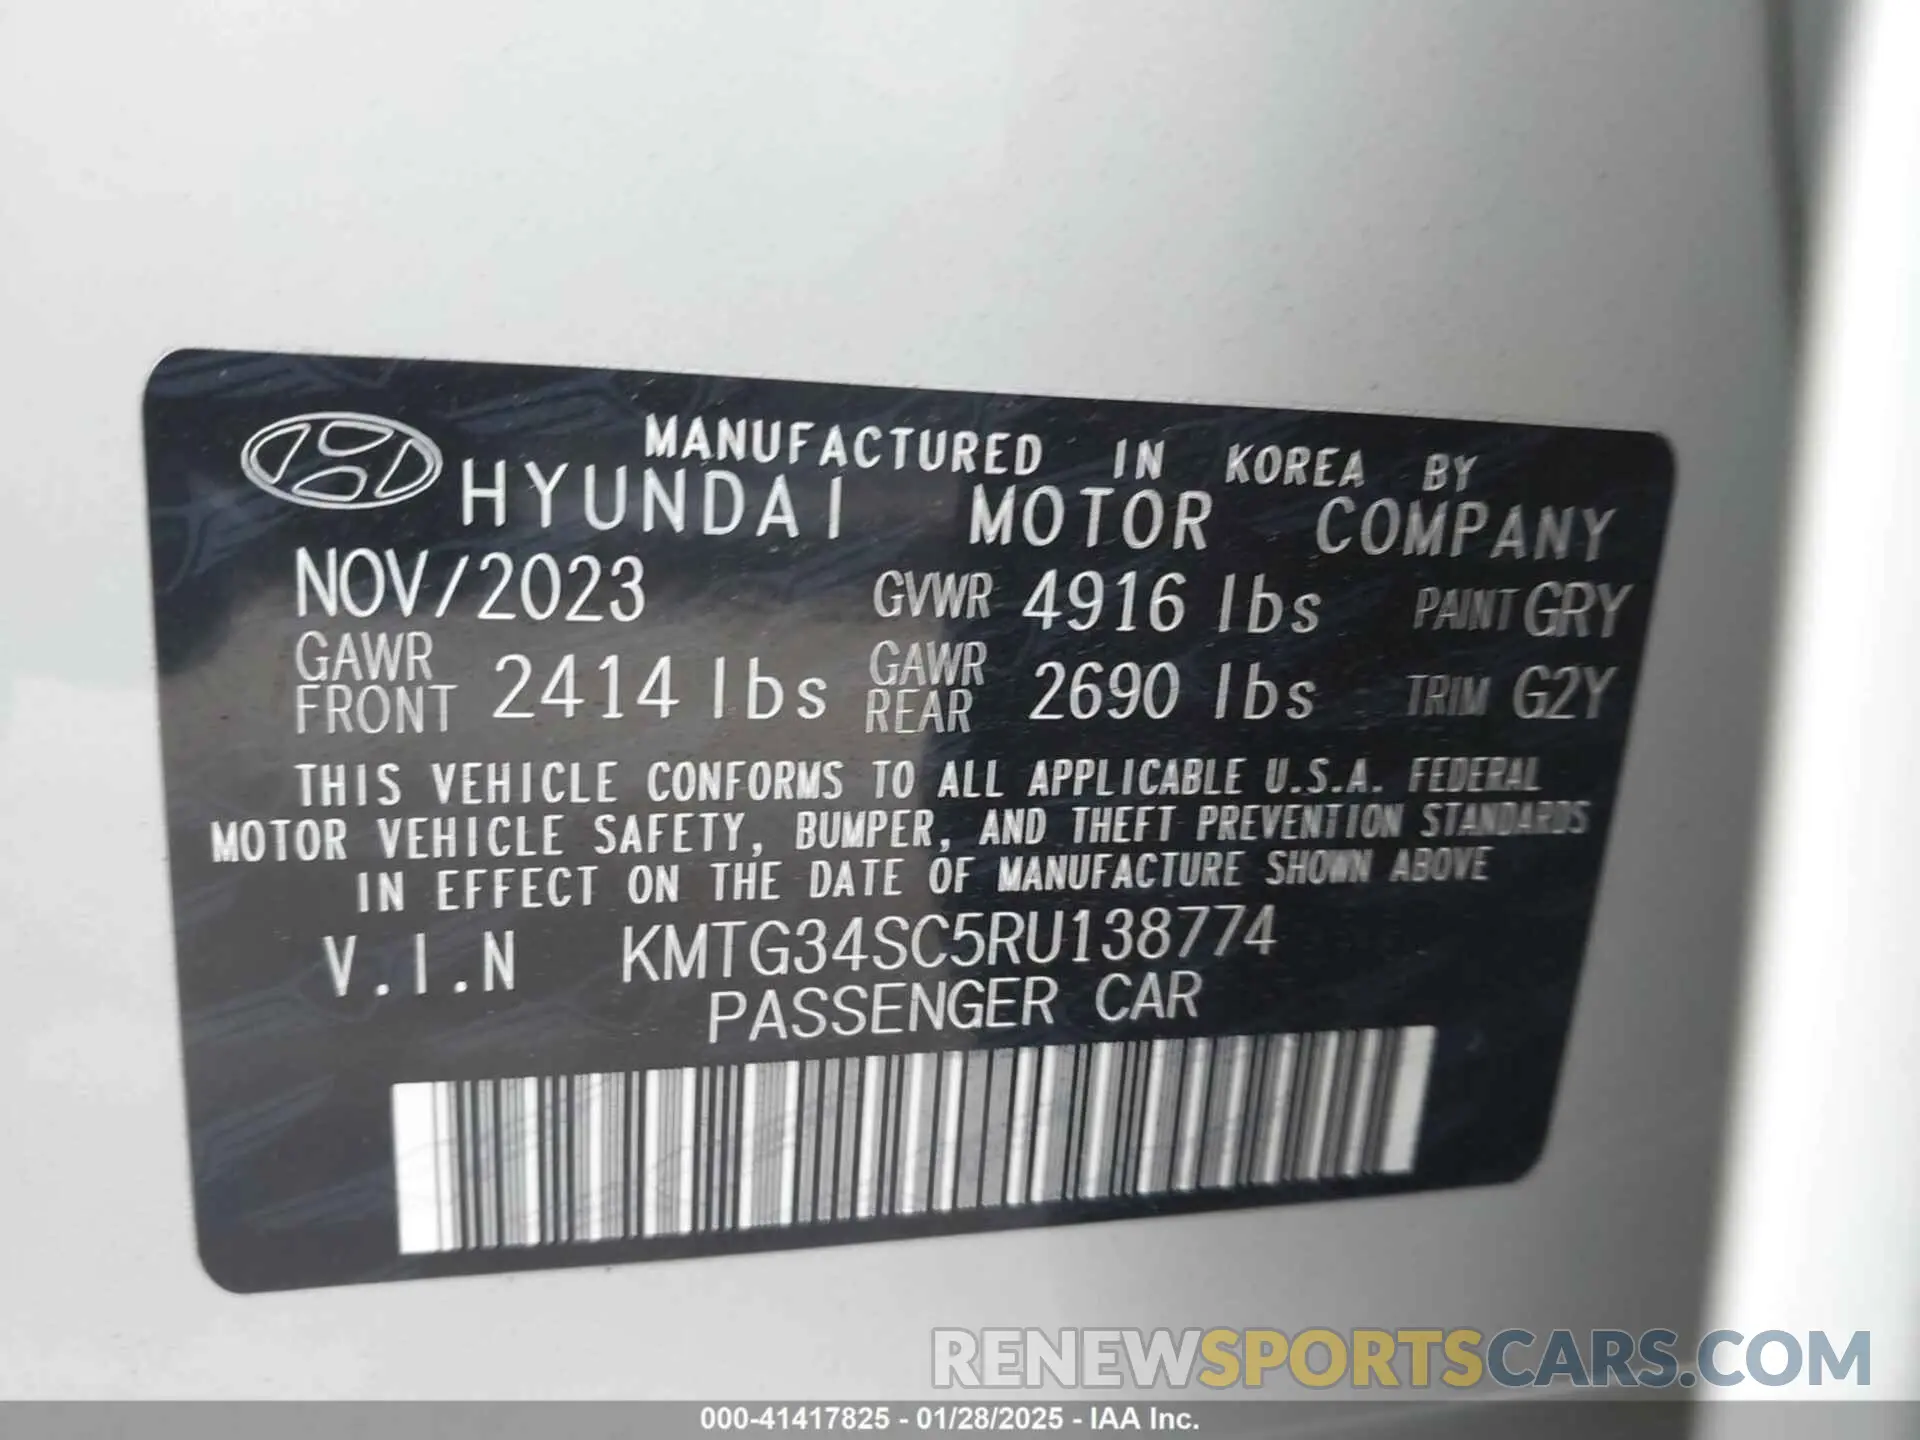 MANUFACTURED IN KOREA BY
HYUNDAI MOTOR COMPANY
NOV/2023 GVWR 4916 lbs PAINT GRY
GAWR FRONT 2414 lbs GAWR REAR 2690 lbs TRIM G2Y
THIS VEHICLE CONFORMS TO ALL APPLICABLE U.S.A. FEDERAL
MOTOR VEHICLE SAFETY, BUMPER, AND THEFT PREVENTION STANDARDS
IN EFFECT ON THE DATE OF MANUFACTURE SHOWN ABOVE
V.I.N KMTG34SC5RU138774
PASSENGER CAR
RENEWSPORTSCARS.COM
000-41417825 - 01/28/2025 - IAA Inc.